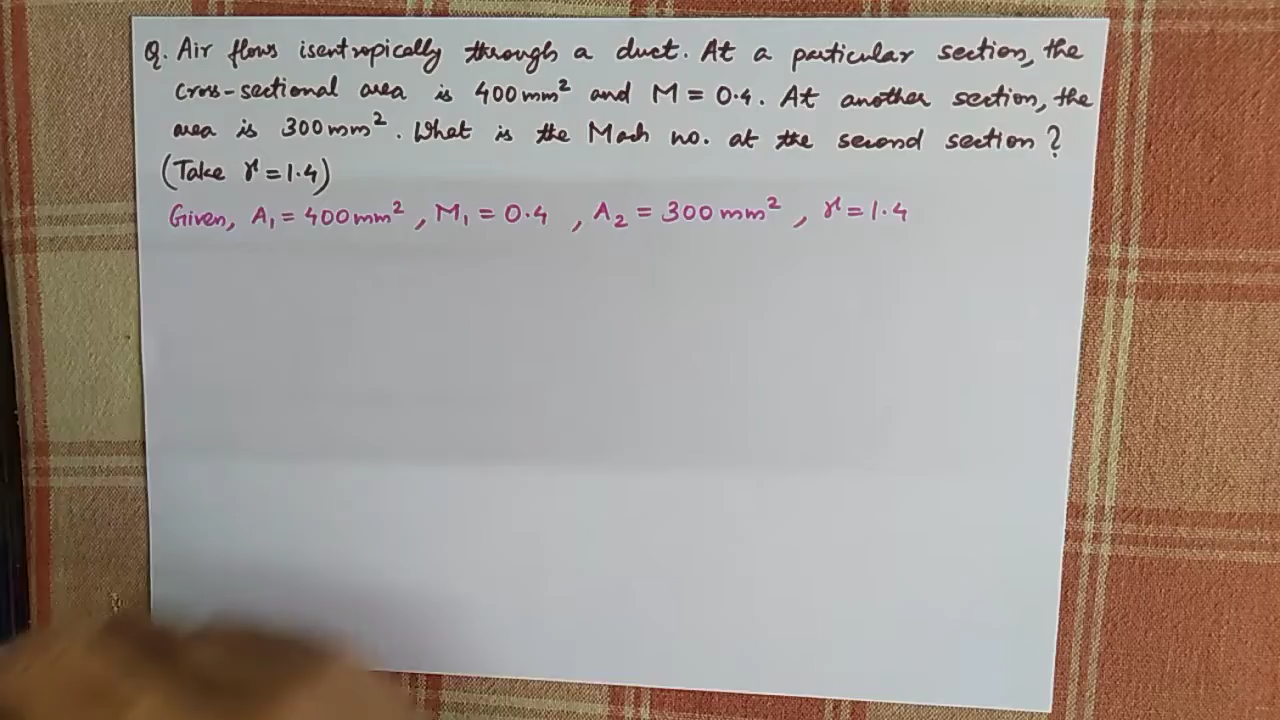 Q. Air flows isentropically through a duct. At a particular section, the
cross-sectional area is 400 mm² and M = 0.4. At another section, the
area is 300 mm². What is the Mach no. at the second section?
(Take γ = 1.4)
Given, A₁ = 400 mm², M₁ = 0.4, A₂ = 300 mm², γ = 1.4